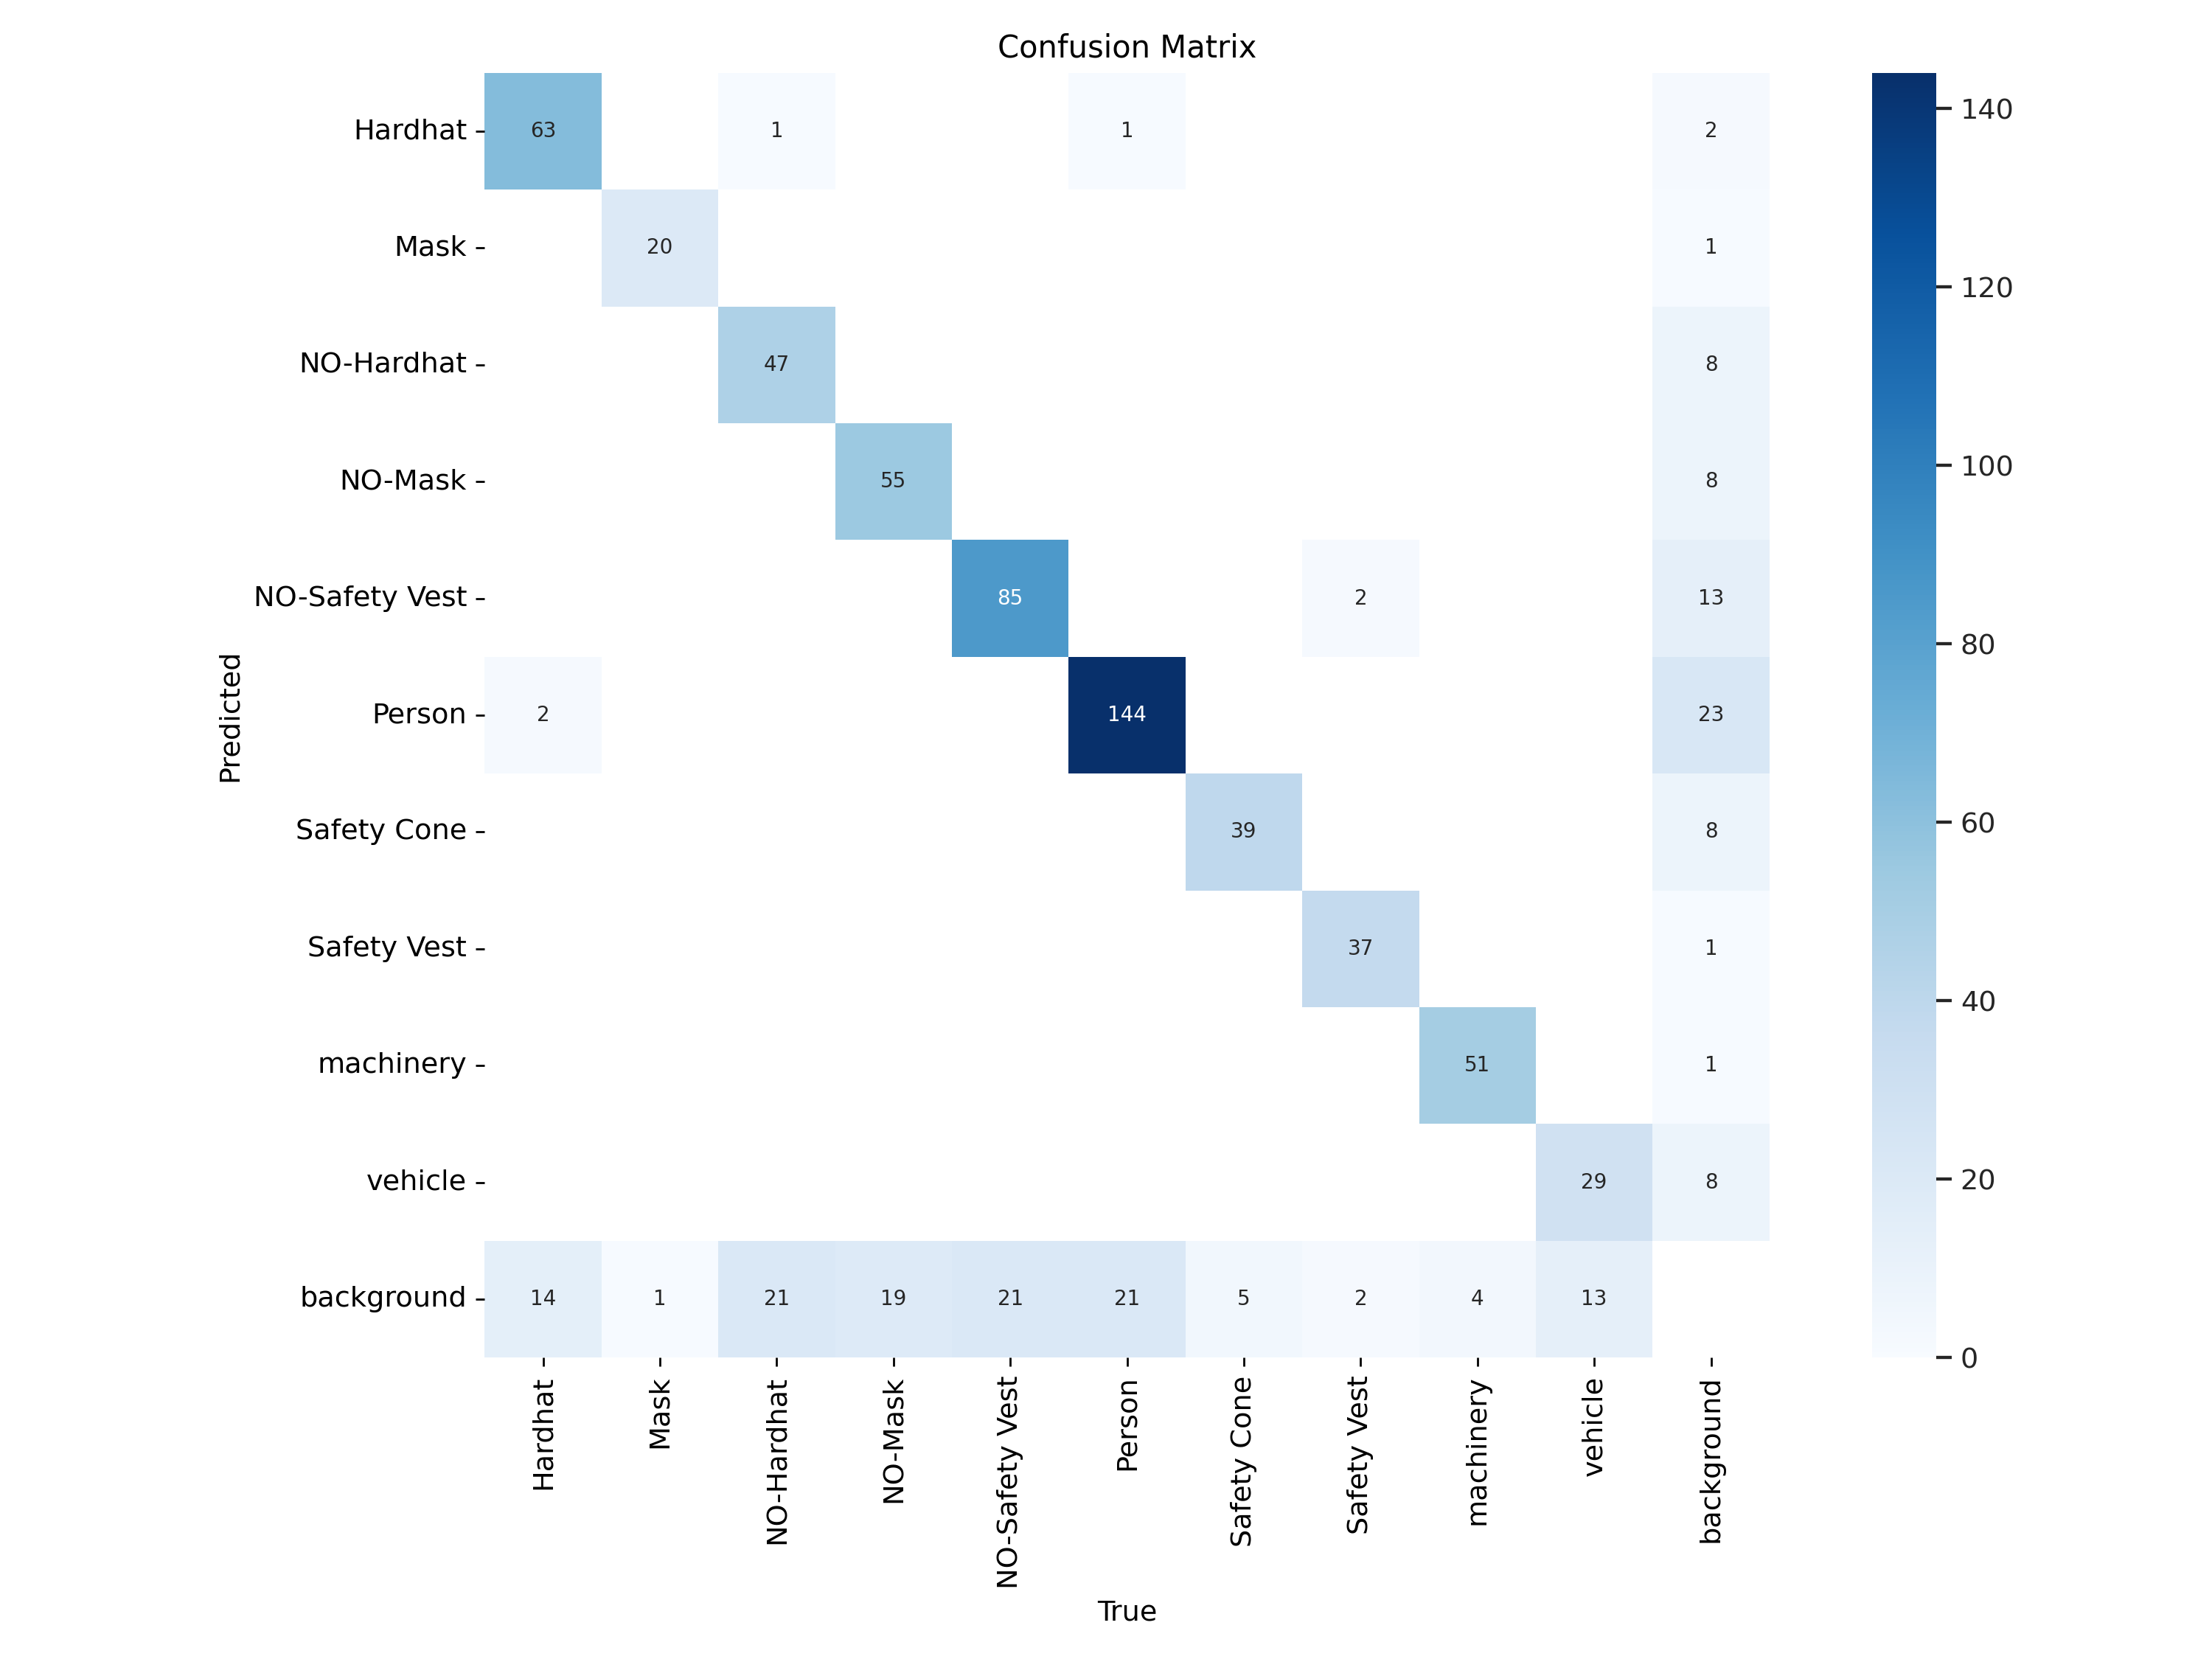 Confusion Matrix
Hardhat 63 1 1 2
Mask 20 1
NO-Hardhat 47 8
NO-Mask 55 8
NO-Safety Vest 85 2 13
Person 2 144 23
Safety Cone 39 8
Safety Vest 37 1
machinery 51 1
vehicle 29 8
background 14 1 21 19 21 21 5 2 4 13
Predicted
Hardhat
Mask
NO-Hardhat
NO-Mask
NO-Safety Vest
Person
Safety Cone
Safety Vest
machinery
vehicle
background
True
140
120
100
80
60
40
20
0